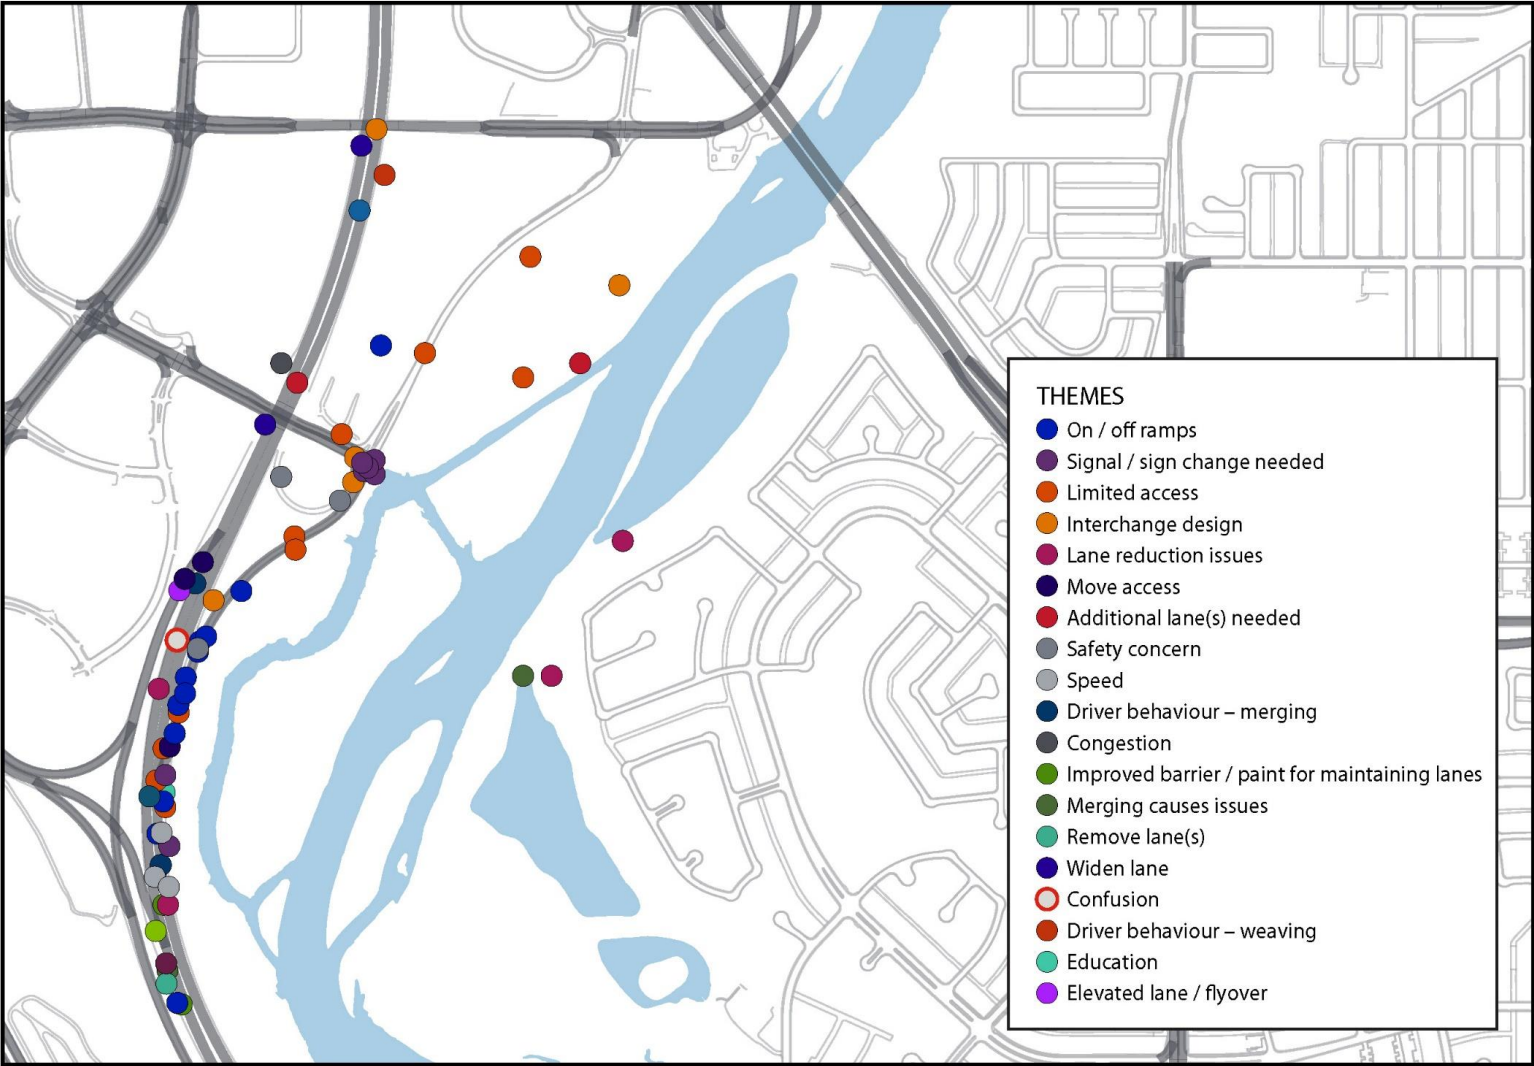 THEMES
On / off ramps
Signal / sign change needed
Limited access
Interchange design
Lane reduction issues
Move access
Additional lane(s) needed
Safety concern
Speed
Driver behaviour – merging
Congestion
Improved barrier / paint for maintaining lanes
Merging causes issues
Remove lane(s)
Widen lane
Confusion
Driver behaviour – weaving
Education
Elevated lane / flyover